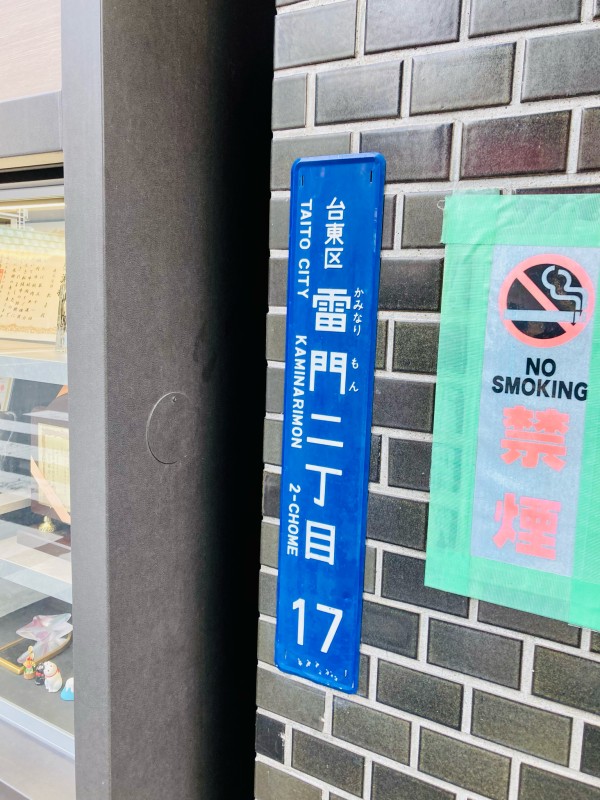 台東区
TAITO CITY
雷門二丁目
かみなり
もん
KAMINARIMON
2-CHOME
17
NO
SMOKING
禁
煙